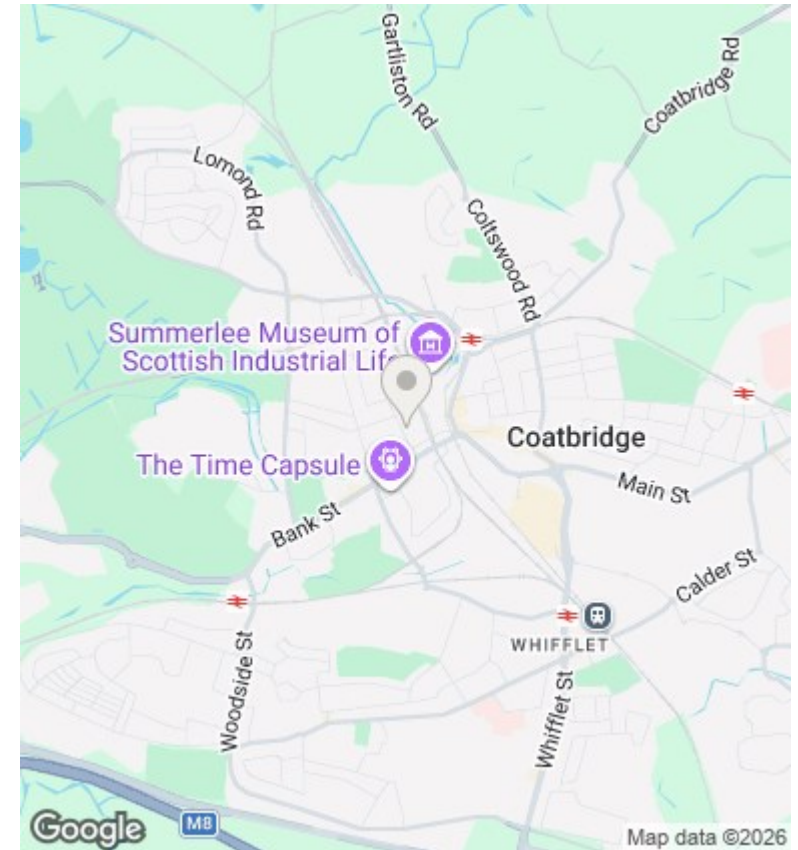 Gartliston Rd
Coatbridge Rd
Lomond Rd
Coltswood Rd
Summerlee Museum of
Scottish Industrial Life
Coatbridge
The Time Capsule
Main St
Bank St
Calder St
WHIFFLET
Woodside St
Whifflet St
M8
Google
Map data ©2026